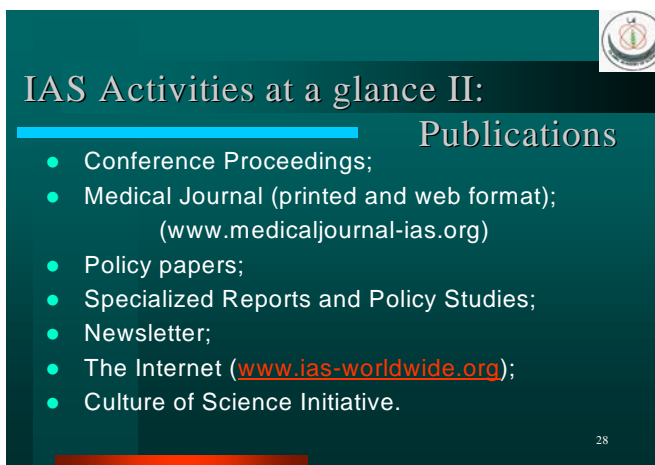 IAS Activities at a glance II:
Publications
Conference Proceedings;
Medical Journal (printed and web format);
(www.medicaljournal-ias.org)
Policy papers;
Specialized Reports and Policy Studies;
Newsletter;
The Internet (www.ias-worldwide.org);
Culture of Science Initiative.
28